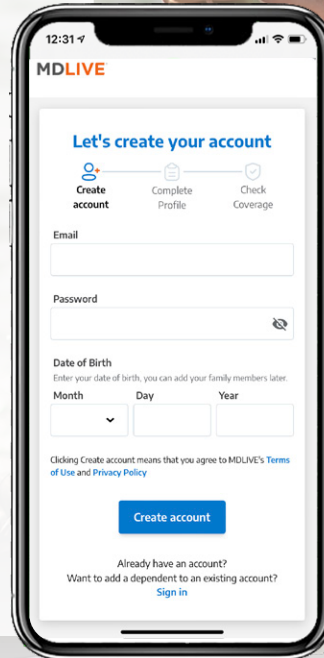 12:31
MDLIVE
Let's create your account
Create account
Complete Profile
Check Coverage
Email
Password
Date of Birth
Enter your date of birth, you can add your family members later.
Month Day Year
Clicking Create account means that you agree to MDLIVE's Terms
of Use and Privacy Policy
Create account
Already have an account?
Want to add a dependent to an existing account?
Sign in